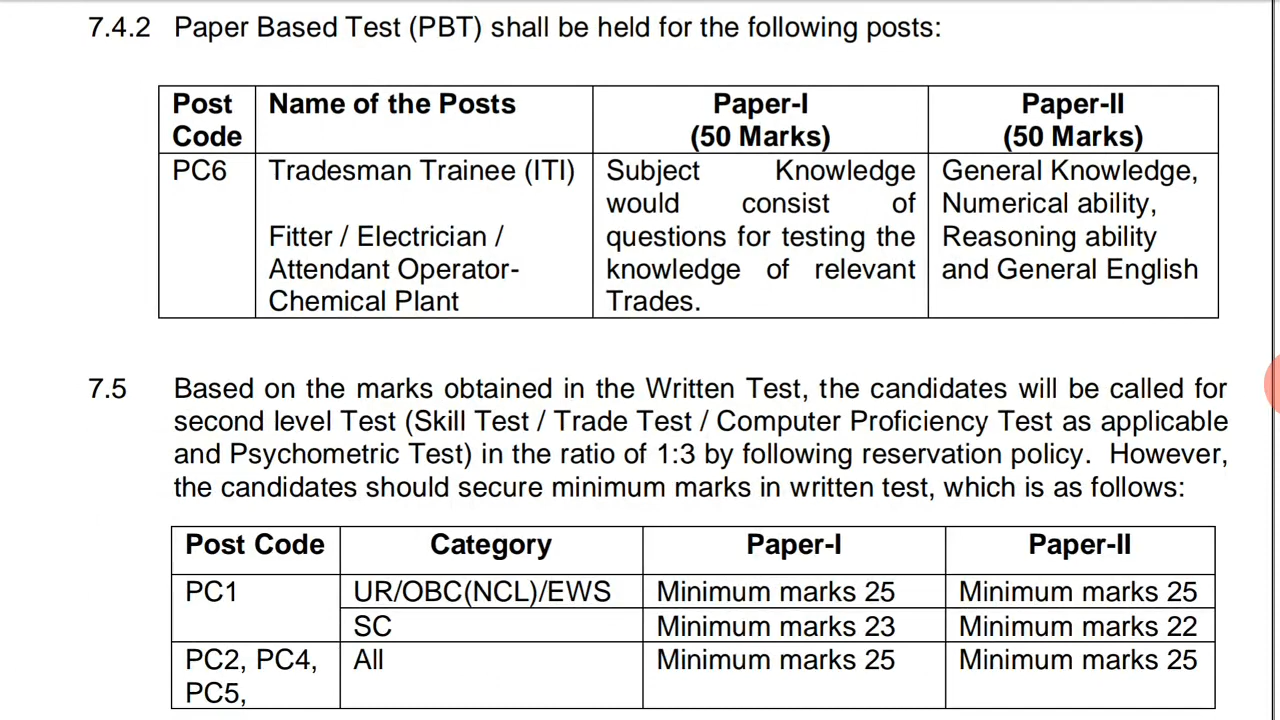 7.4.2 Paper Based Test (PBT) shall be held for the following posts:
Post Code Name of the Posts Paper-I (50 Marks) Paper-II (50 Marks)
PC6 Tradesman Trainee (ITI) Subject Knowledge General Knowledge,
would consist of Numerical ability,
Fitter / Electrician / questions for testing the Reasoning ability
Attendant Operator- knowledge of relevant and General English
Chemical Plant Trades.
7.5 Based on the marks obtained in the Written Test, the candidates will be called for
second level Test (Skill Test / Trade Test / Computer Proficiency Test as applicable
and Psychometric Test) in the ratio of 1:3 by following reservation policy. However,
the candidates should secure minimum marks in written test, which is as follows:
Post Code Category Paper-I Paper-II
PC1 UR/OBC(NCL)/EWS Minimum marks 25 Minimum marks 25
SC Minimum marks 23 Minimum marks 22
PC2, PC4, All Minimum marks 25 Minimum marks 25
PC5,